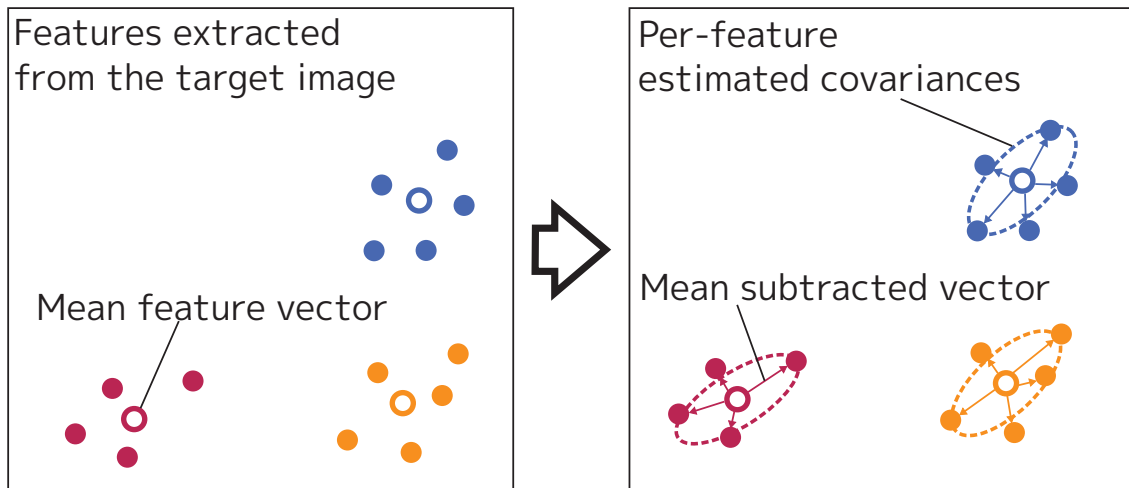 Features extracted
from the target image
Mean feature vector
Per-feature
estimated covariances
Mean subtracted vector